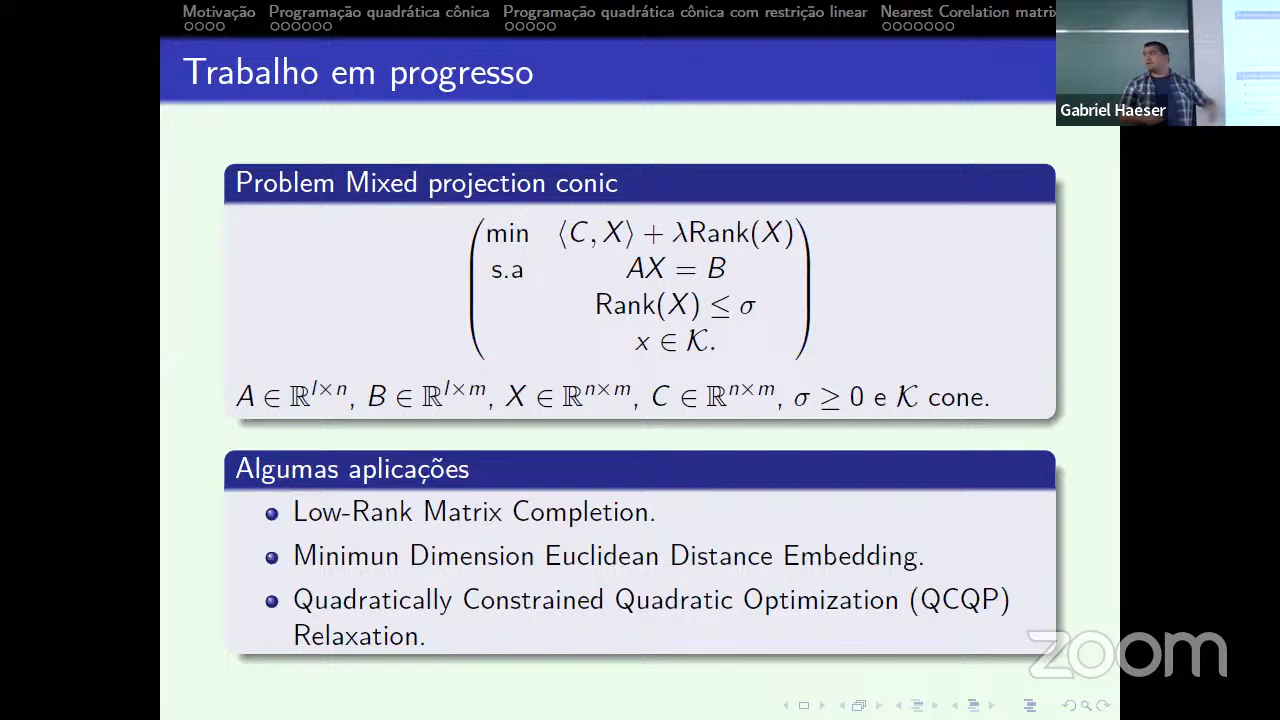 Motivação Programação quadrática cônica Programação quadrática cônica com restrição linear Nearest Corelation matrix
Gabriel Haeser
Trabalho em progresso
Problem Mixed projection conic
min ⟨C, X⟩ + λRank(X)
s.a AX = B
Rank(X) ≤ σ
x ∈ 𝒦.
A ∈ ℝ^{l×n}, B ∈ ℝ^{l×m}, X ∈ ℝ^{n×m}, C ∈ ℝ^{n×m}, σ ≥ 0 e 𝒦 cone.
Algumas aplicações
Low-Rank Matrix Completion.
Minimun Dimension Euclidean Distance Embedding.
Quadratically Constrained Quadratic Optimization (QCQP)
Relaxation.
zoom